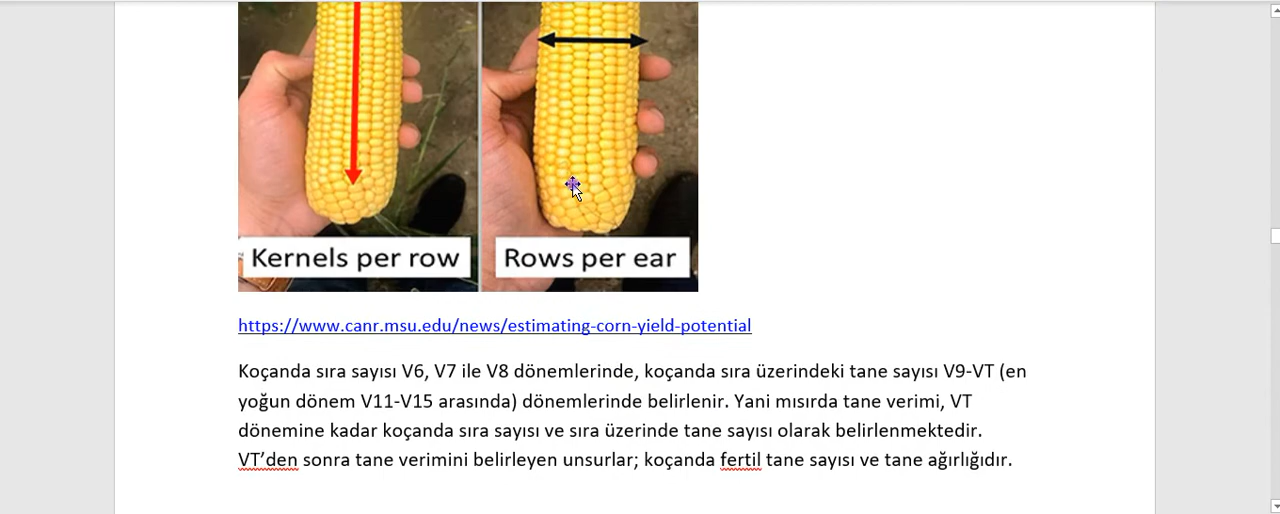 Kernels per row
Rows per ear
https://www.canr.msu.edu/news/estimating-corn-yield-potential
Koçanda sıra sayısı V6, V7 ile V8 dönemlerinde, koçanda sıra üzerindeki tane sayısı V9-VT (en
yoğun dönem V11-V15 arasında) dönemlerinde belirlenir. Yani mısırda tane verimi, VT
dönemine kadar koçanda sıra sayısı ve sıra üzerinde tane sayısı olarak belirlenmektedir.
VT’den sonra tane verimini belirleyen unsurlar; koçanda fertil tane sayısı ve tane ağırlığıdır.